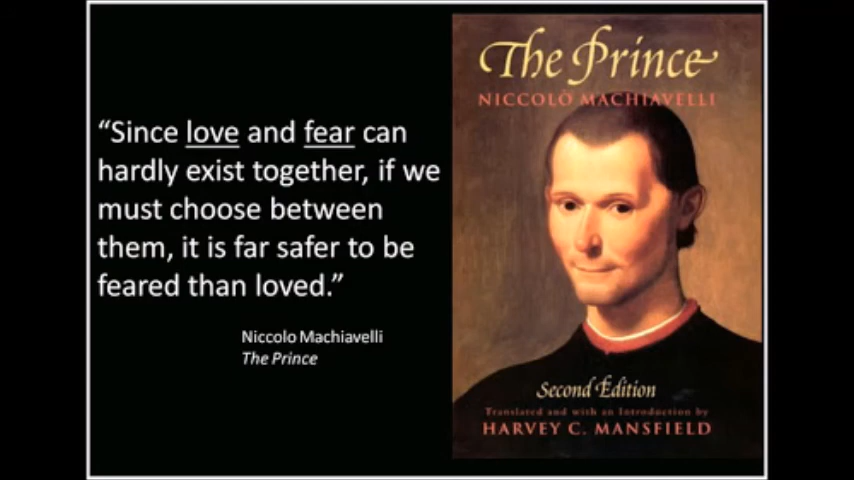 “Since love and fear can
hardly exist together, if we
must choose between
them, it is far safer to be
feared than loved.”
Niccolo Machiavelli
The Prince
The Prince
NICCOLÒ MACHIAVELLI
Second Edition
Translated and with an Introduction by
HARVEY C. MANSFIELD